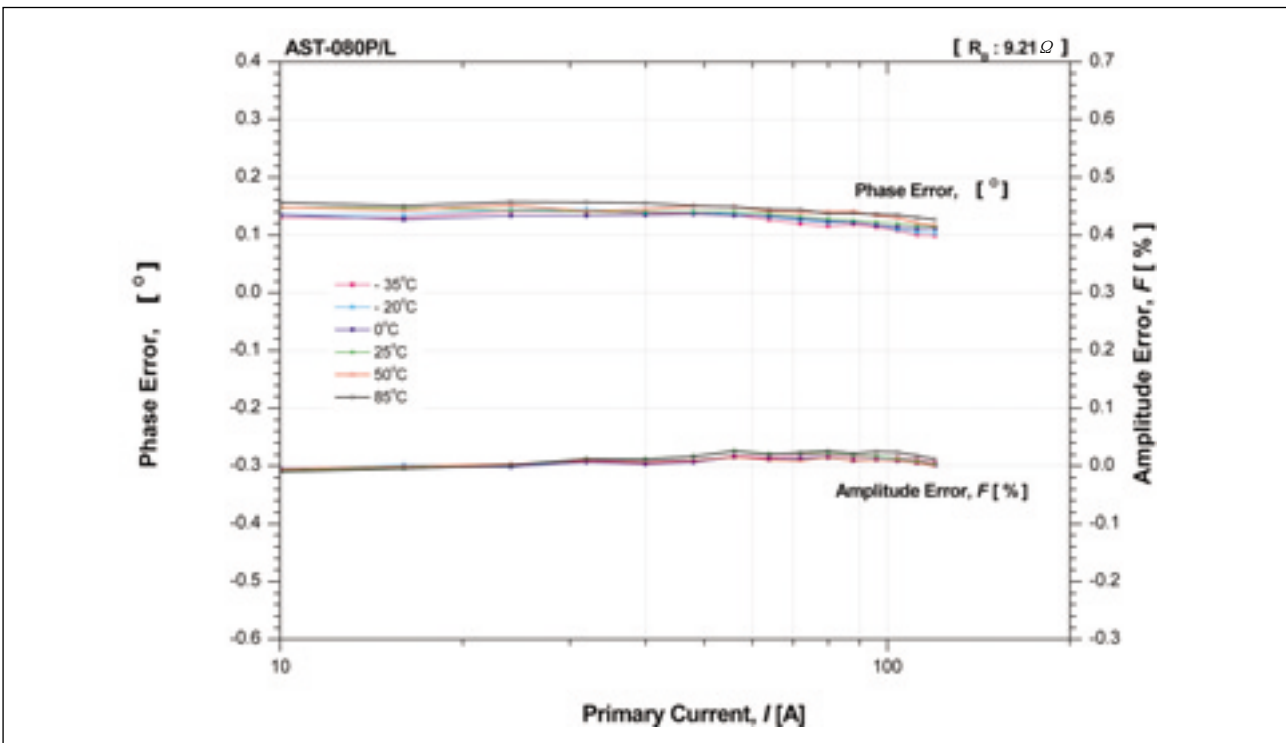 AST-080P/L [ R_B : 9.21Ω ]
0.4
0.3
0.2
0.1
0.0
-0.1
-0.2
-0.3
-0.4
-0.5
-0.6
Phase Error, [°]
Phase Error, [°]
- 35°C
- 20°C
0°C
25°C
50°C
85°C
Amplitude Error, F [ % ]
0.7
0.6
0.5
0.4
0.3
0.2
0.1
0.0
-0.1
-0.2
-0.3
Amplitude Error, F [ % ]
10 100
Primary Current, I [A]